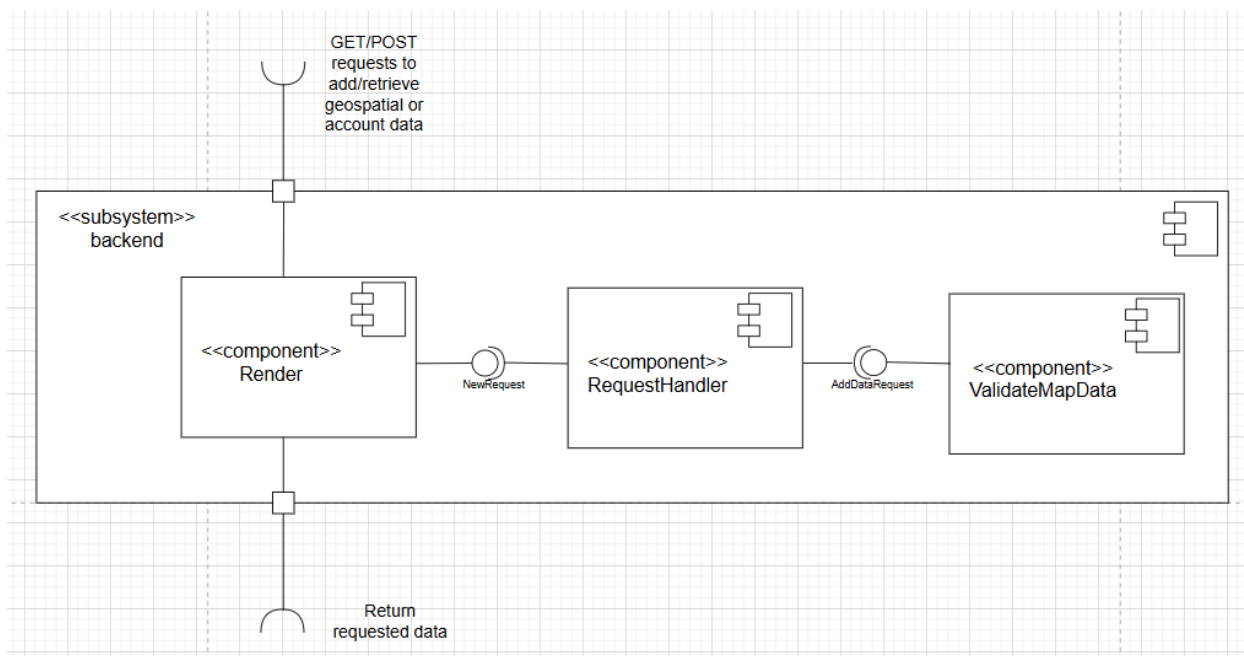 GET/POST
requests to
add/retrieve
geospatial or
account data
<<subsystem>>
backend
<<component>>
Render
NewRequest
<<component>>
RequestHandler
AddDataRequest
<<component>>
ValidateMapData
Return
requested data